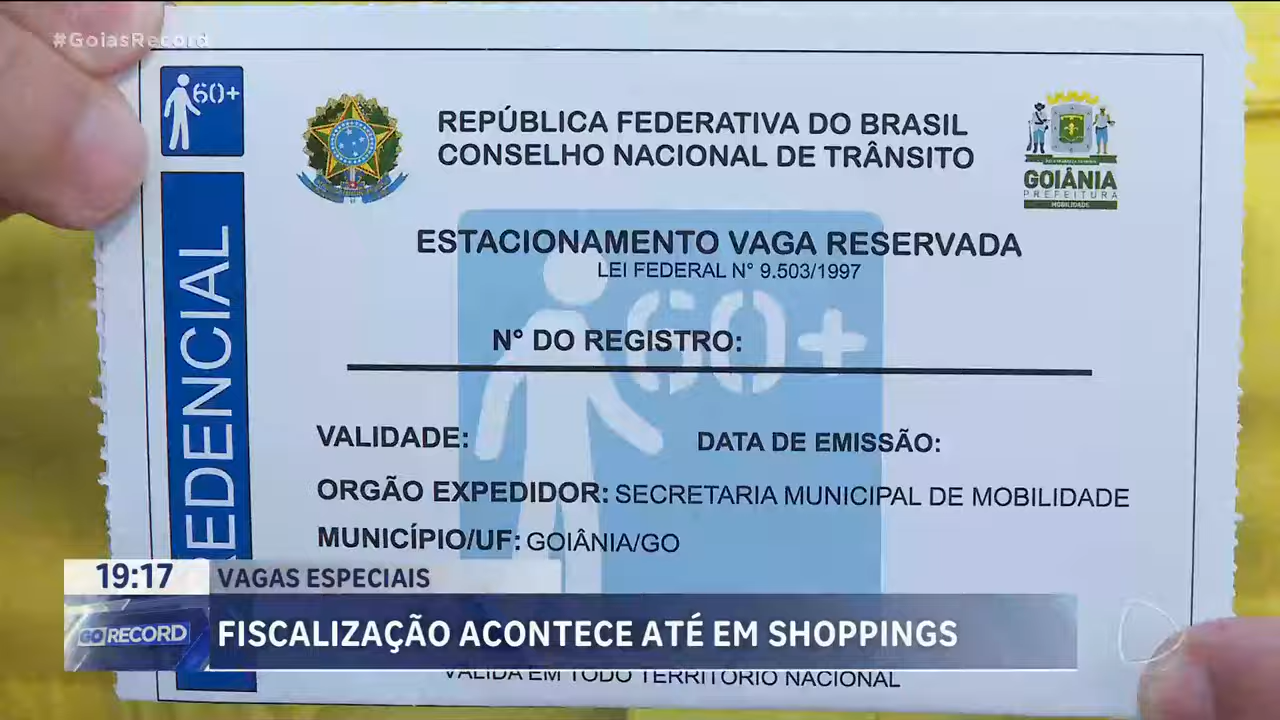 #GoiasRecord
60+
REPÚBLICA FEDERATIVA DO BRASIL
CONSELHO NACIONAL DE TRÂNSITO
GOIÂNIA
PREFEITURA
MOBILIDADE
ESTACIONAMENTO VAGA RESERVADA
LEI FEDERAL N° 9.503/1997
60+
N° DO REGISTRO:
VALIDADE:
DATA DE EMISSÃO:
ORGÃO EXPEDIDOR: SECRETARIA MUNICIPAL DE MOBILIDADE
MUNICÍPIO/UF: GOIÂNIA/GO
REDENCIAL
19:17
VAGAS ESPECIAIS
GO RECORD
FISCALIZAÇÃO ACONTECE ATÉ EM SHOPPINGS
VÁLIDA EM TODO TERRITÓRIO NACIONAL